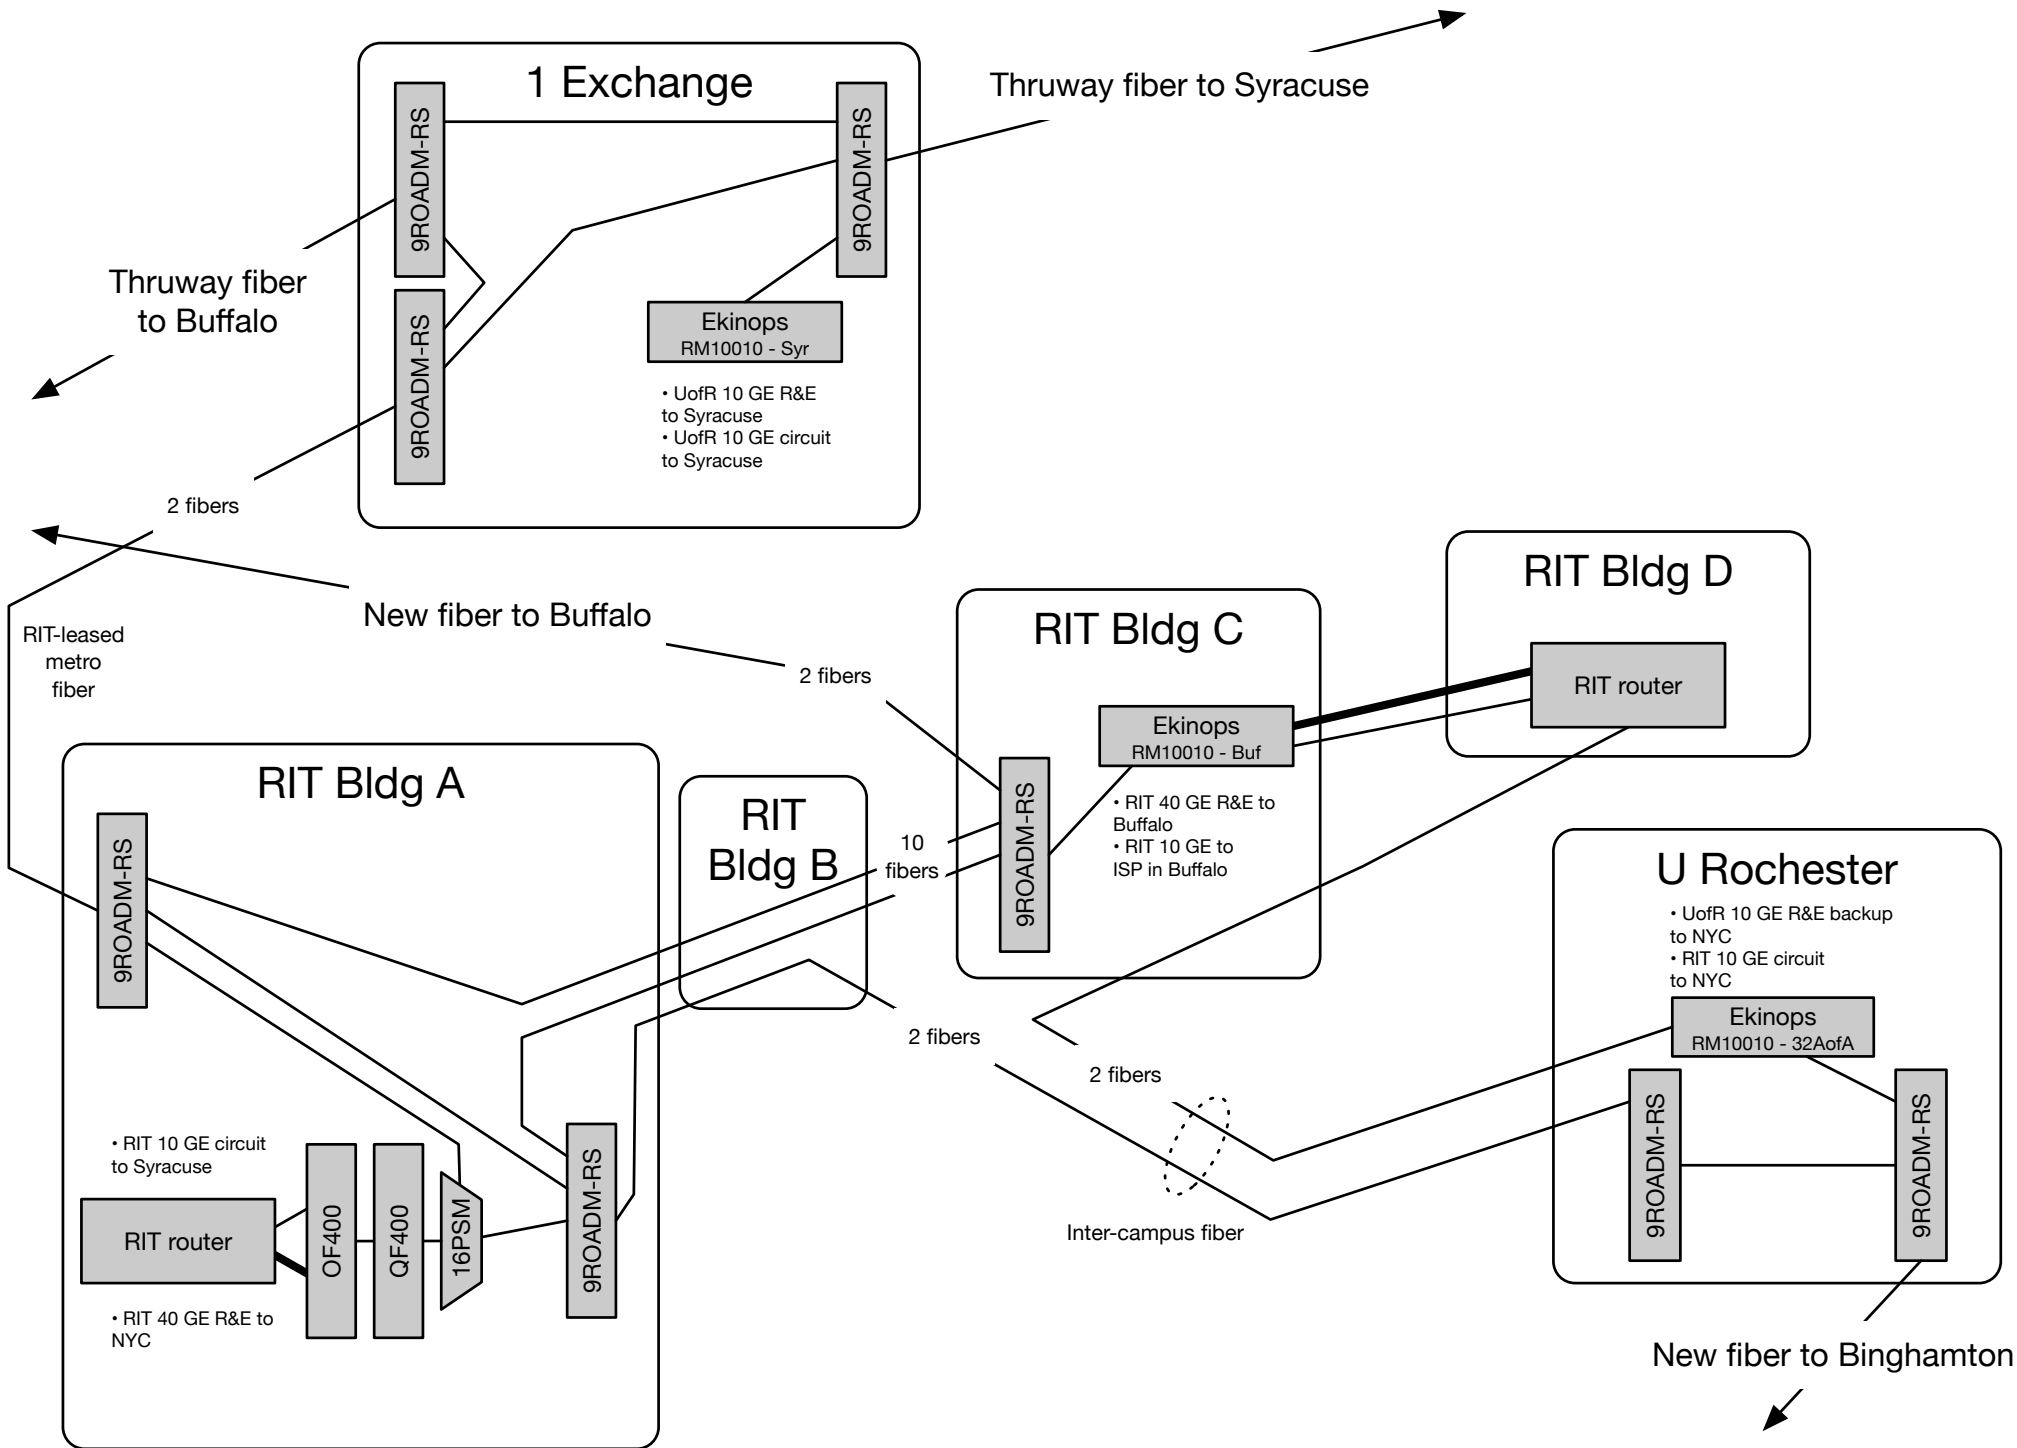 1 Exchange
Thruway fiber to Syracuse
9ROADM-RS
9ROADM-RS
9ROADM-RS
Thruway fiber
to Buffalo
Ekinops
RM10010 - Syr
• UofR 10 GE R&E
to Syracuse
• UofR 10 GE circuit
to Syracuse
2 fibers
New fiber to Buffalo
2 fibers
RIT-leased
metro
fiber
RIT Bldg D
RIT router
RIT Bldg C
Ekinops
RM10010 - Buf
• RIT 40 GE R&E to
Buffalo
• RIT 10 GE to
ISP in Buffalo
9ROADM-RS
RIT Bldg A
9ROADM-RS
RIT
Bldg B
10
fibers
2 fibers
2 fibers
Inter-campus fiber
• RIT 10 GE circuit
to Syracuse
RIT router
• RIT 40 GE R&E to
NYC
OF400
QF400
16PSM
9ROADM-RS
U Rochester
• UofR 10 GE R&E backup
to NYC
• RIT 10 GE circuit
to NYC
Ekinops
RM10010 - 32AofA
9ROADM-RS
9ROADM-RS
New fiber to Binghamton